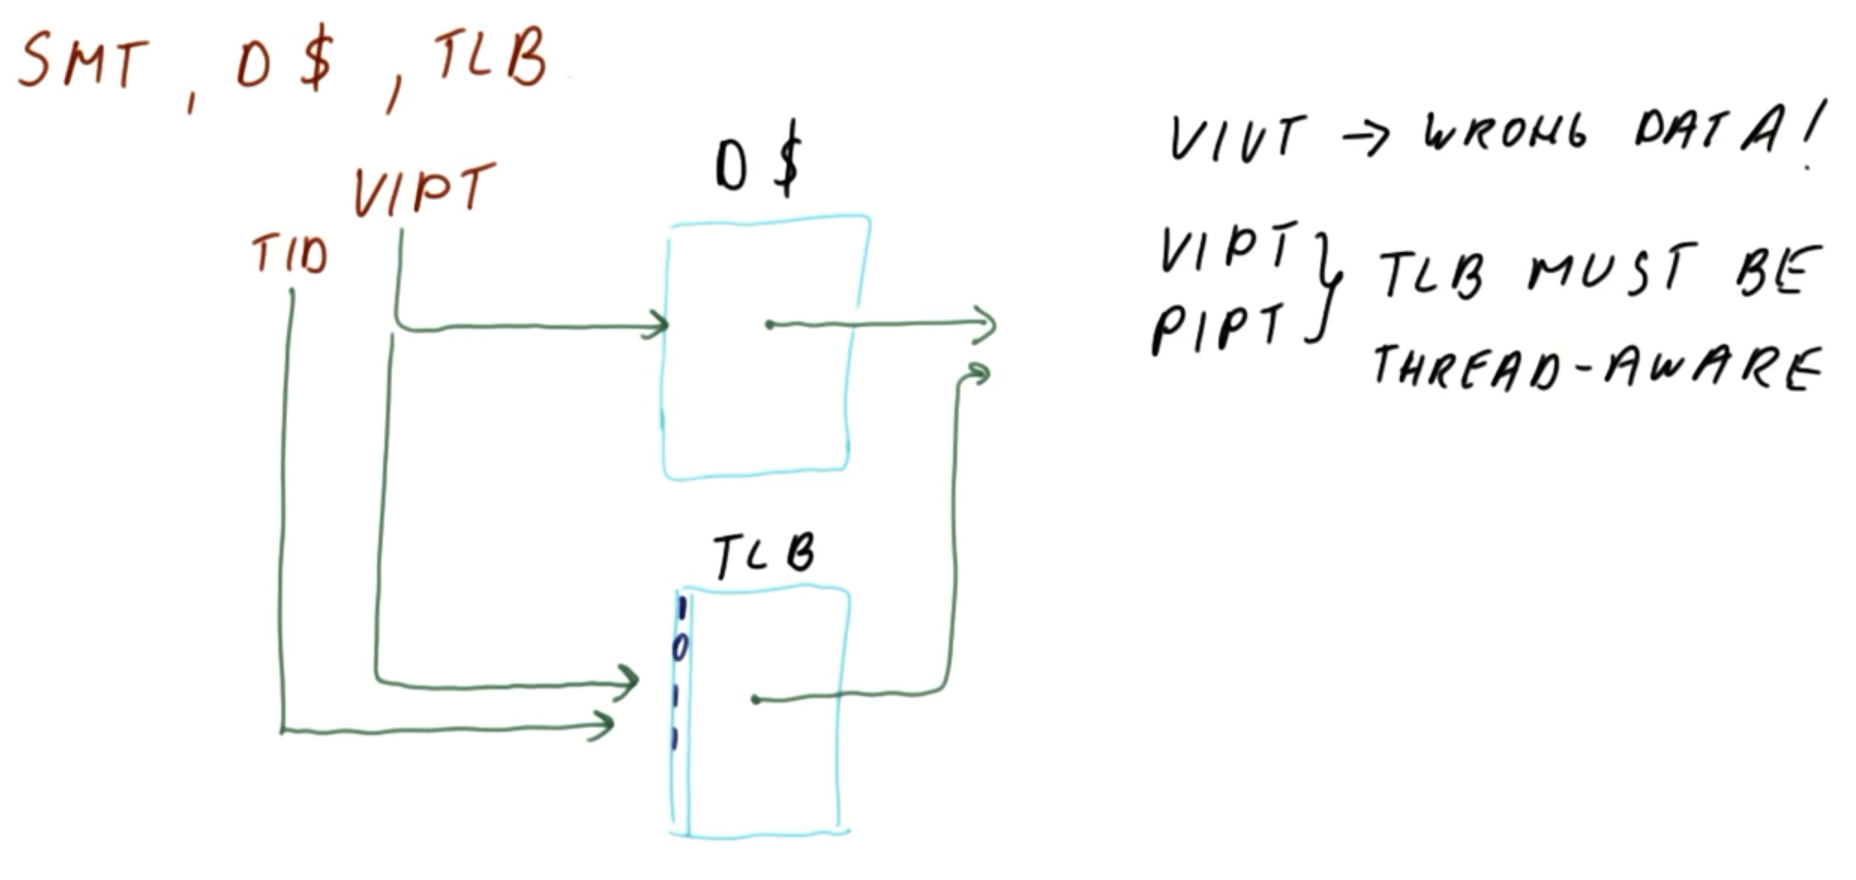 SMT, D $, TLB
D $
VIPT
TID
TLB
1
0
1
1
VIVT → WRONG DATA!
VIPT
PIPT } TLB MUST BE
THREAD-AWARE